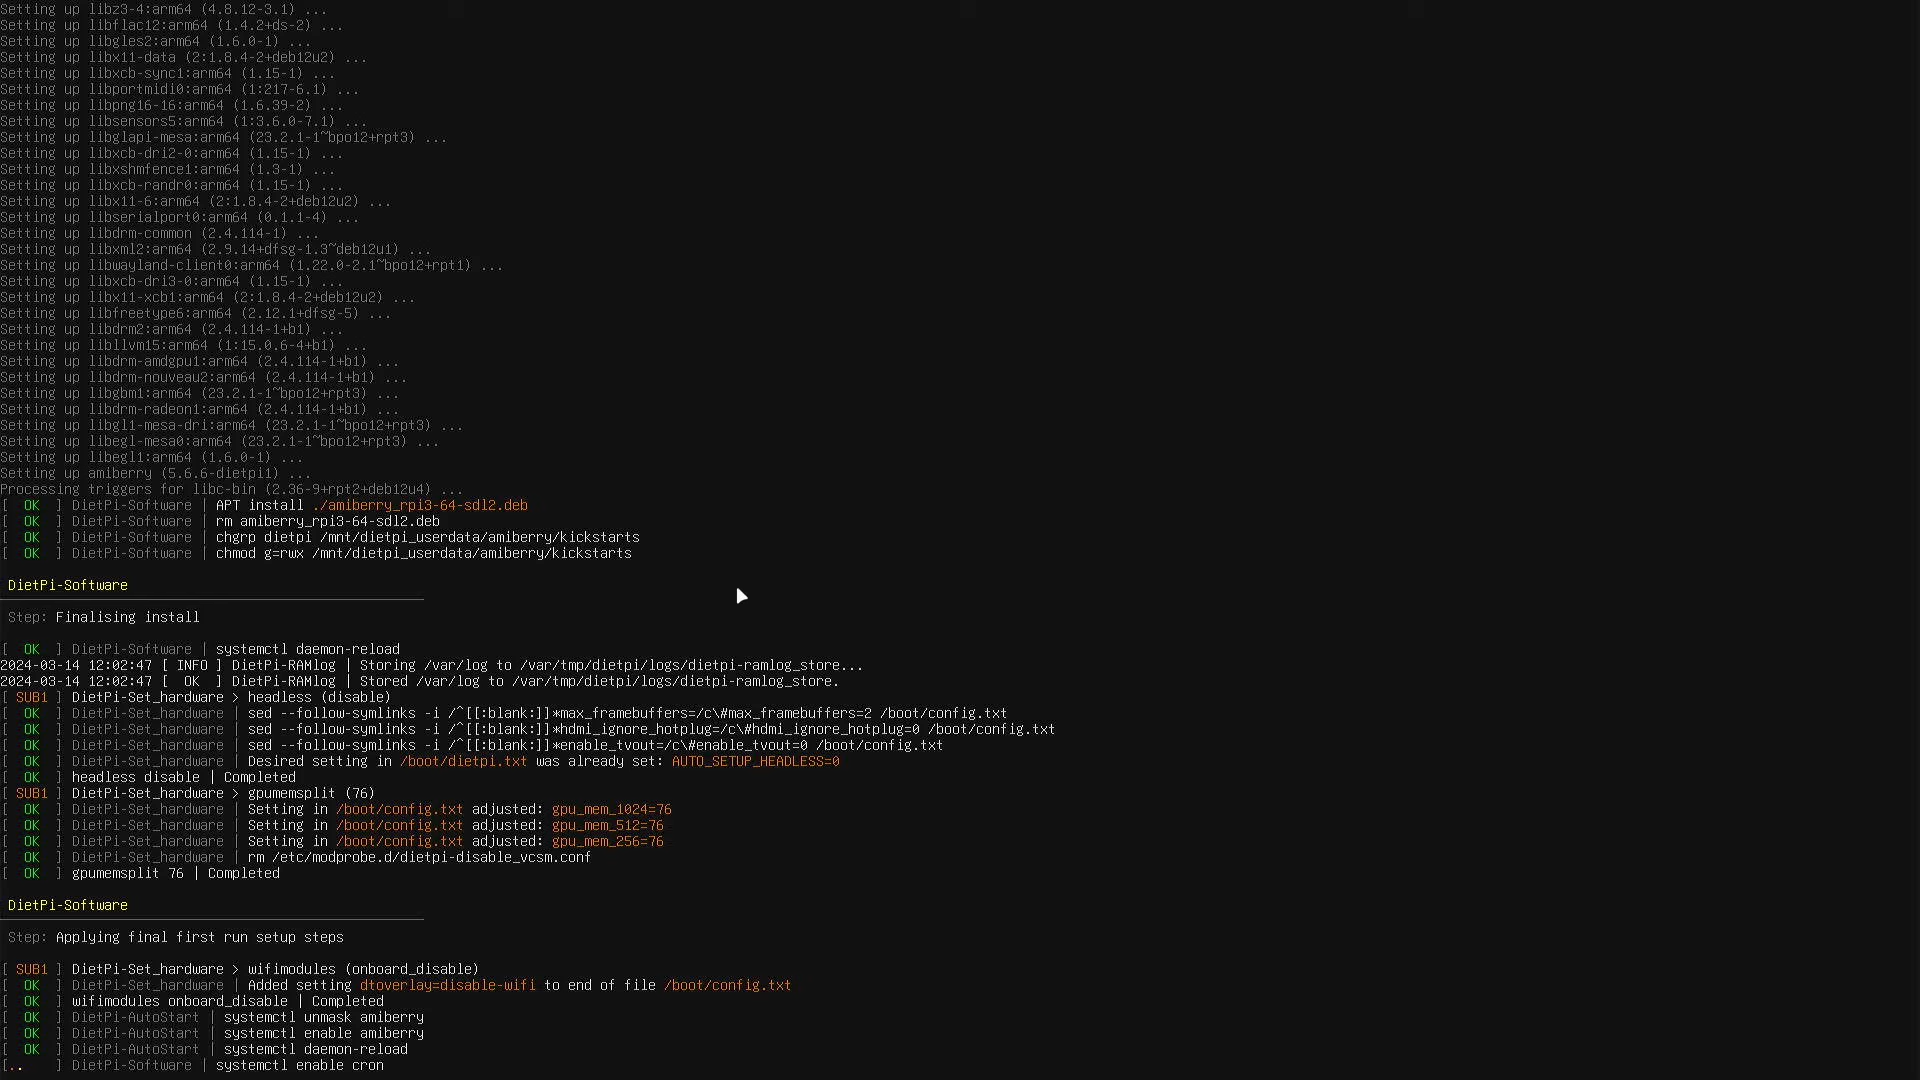 Setting up libz3-4:arm64 (4.8.12-3.1) ...
Setting up libflac12:arm64 (1.4.2+ds-2) ...
Setting up libgles2:arm64 (1.6.0-1) ...
Setting up libx11-data (2:1.8.4-2+deb12u2) ...
Setting up libxcb-sync1:arm64 (1.15-1) ...
Setting up libportmidi0:arm64 (1:217-6.1) ...
Setting up libpng16-16:arm64 (1.6.39-2) ...
Setting up libsensors5:arm64 (1:3.6.0-7.1) ...
Setting up libglapi-mesa:arm64 (23.2.1-1~bpo12+rpt3) ...
Setting up libxcb-dri2-0:arm64 (1.15-1) ...
Setting up libxshmfence1:arm64 (1.3-1) ...
Setting up libxcb-randr0:arm64 (1.15-1) ...
Setting up libx11-6:arm64 (2:1.8.4-2+deb12u2) ...
Setting up libserialport0:arm64 (0.1.1-4) ...
Setting up libdrm-common (2.4.114-1) ...
Setting up libxml2:arm64 (2.9.14+dfsg-1.3~deb12u1) ...
Setting up libwayland-client0:arm64 (1.22.0-2.1~bpo12+rpt1) ...
Setting up libxcb-dri3-0:arm64 (1.15-1) ...
Setting up libx11-xcb1:arm64 (2:1.8.4-2+deb12u2) ...
Setting up libfreetype6:arm64 (2.12.1+dfsg-5) ...
Setting up libdrm2:arm64 (2.4.114-1+b1) ...
Setting up libllvm15:arm64 (1:15.0.6-4+b1) ...
Setting up libdrm-amdgpu1:arm64 (2.4.114-1+b1) ...
Setting up libdrm-nouveau2:arm64 (2.4.114-1+b1) ...
Setting up libgbm1:arm64 (23.2.1-1~bpo12+rpt3) ...
Setting up libdrm-radeon1:arm64 (2.4.114-1+b1) ...
Setting up libgl1-mesa-dri:arm64 (23.2.1-1~bpo12+rpt3) ...
Setting up libegl-mesa0:arm64 (23.2.1-1~bpo12+rpt3) ...
Setting up libegl1:arm64 (1.6.0-1) ...
Setting up amiberry (5.6.6-dietpi1) ...
Processing triggers for libc-bin (2.36-9+rpt2+deb12u4) ...
[  OK  ] DietPi-Software | APT install ./amiberry_rpi3-64-sdl2.deb
[  OK  ] DietPi-Software | rm amiberry_rpi3-64-sdl2.deb
[  OK  ] DietPi-Software | chgrp dietpi /mnt/dietpi_userdata/amiberry/kickstarts
[  OK  ] DietPi-Software | chmod g=rwx /mnt/dietpi_userdata/amiberry/kickstarts
DietPi-Software
Step: Finalising install
[  OK  ] DietPi-Software | systemctl daemon-reload
2024-03-14 12:02:47 [ INFO ] DietPi-RAMlog | Storing /var/log to /var/tmp/dietpi/logs/dietpi-ramlog_store...
2024-03-14 12:02:47 [  OK  ] DietPi-RAMlog | Stored /var/log to /var/tmp/dietpi/logs/dietpi-ramlog_store.
[ SUB1 ] DietPi-Set_hardware > headless (disable)
[  OK  ] DietPi-Set_hardware | sed --follow-symlinks -i /^[[:blank:]]*max_framebuffers=/c\#max_framebuffers=2 /boot/config.txt
[  OK  ] DietPi-Set_hardware | sed --follow-symlinks -i /^[[:blank:]]*hdmi_ignore_hotplug=/c\#hdmi_ignore_hotplug=0 /boot/config.txt
[  OK  ] DietPi-Set_hardware | sed --follow-symlinks -i /^[[:blank:]]*enable_tvout=/c\#enable_tvout=0 /boot/config.txt
[  OK  ] DietPi-Set_hardware | Desired setting in /boot/dietpi.txt was already set: AUTO_SETUP_HEADLESS=0
[  OK  ] headless disable | Completed
[ SUB1 ] DietPi-Set_hardware > gpumemsplit (76)
[  OK  ] DietPi-Set_hardware | Setting in /boot/config.txt adjusted: gpu_mem_1024=76
[  OK  ] DietPi-Set_hardware | Setting in /boot/config.txt adjusted: gpu_mem_512=76
[  OK  ] DietPi-Set_hardware | Setting in /boot/config.txt adjusted: gpu_mem_256=76
[  OK  ] DietPi-Set_hardware | rm /etc/modprobe.d/dietpi-disable_vcsm.conf
[  OK  ] gpumemsplit 76 | Completed
DietPi-Software
Step: Applying final first run setup steps
[ SUB1 ] DietPi-Set_hardware > wifimodules (onboard_disable)
[  OK  ] DietPi-Set_hardware | Added setting dtoverlay=disable-wifi to end of file /boot/config.txt
[  OK  ] wifimodules onboard_disable | Completed
[  OK  ] DietPi-AutoStart | systemctl unmask amiberry
[  OK  ] DietPi-AutoStart | systemctl enable amiberry
[  OK  ] DietPi-AutoStart | systemctl daemon-reload
[..    ] DietPi-Software | systemctl enable cron